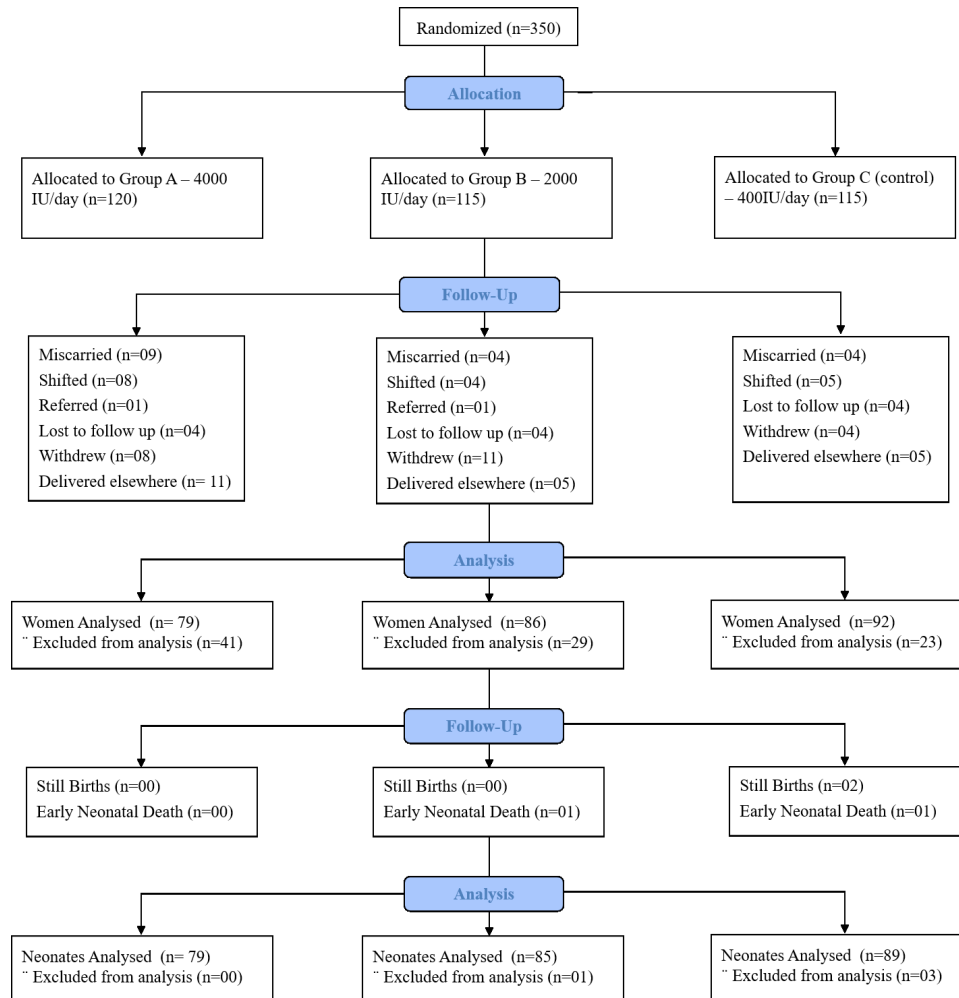 Randomized (n=350)
Allocation
Allocated to Group A – 4000
IU/day (n=120)
Allocated to Group B – 2000
IU/day (n=115)
Allocated to Group C (control)
– 400IU/day (n=115)
Follow-Up
Miscarried (n=09)
Shifted (n=08)
Referred (n=01)
Lost to follow up (n=04)
Withdrew (n=08)
Delivered elsewhere (n= 11)
Miscarried (n=04)
Shifted (n=04)
Referred (n=01)
Lost to follow up (n=04)
Withdrew (n=11)
Delivered elsewhere (n=05)
Miscarried (n=04)
Shifted (n=05)
Lost to follow up (n=04)
Withdrew (n=04)
Delivered elsewhere (n=05)
Analysis
Women Analysed (n= 79)
¨ Excluded from analysis (n=41)
Women Analysed (n=86)
¨ Excluded from analysis (n=29)
Women Analysed (n=92)
¨ Excluded from analysis (n=23)
Follow-Up
Still Births (n=00)
Early Neonatal Death (n=00)
Still Births (n=00)
Early Neonatal Death (n=01)
Still Births (n=02)
Early Neonatal Death (n=01)
Analysis
Neonates Analysed (n= 79)
¨ Excluded from analysis (n=00)
Neonates Analysed (n=85)
¨ Excluded from analysis (n=01)
Neonates Analysed (n=89)
¨ Excluded from analysis (n=03)